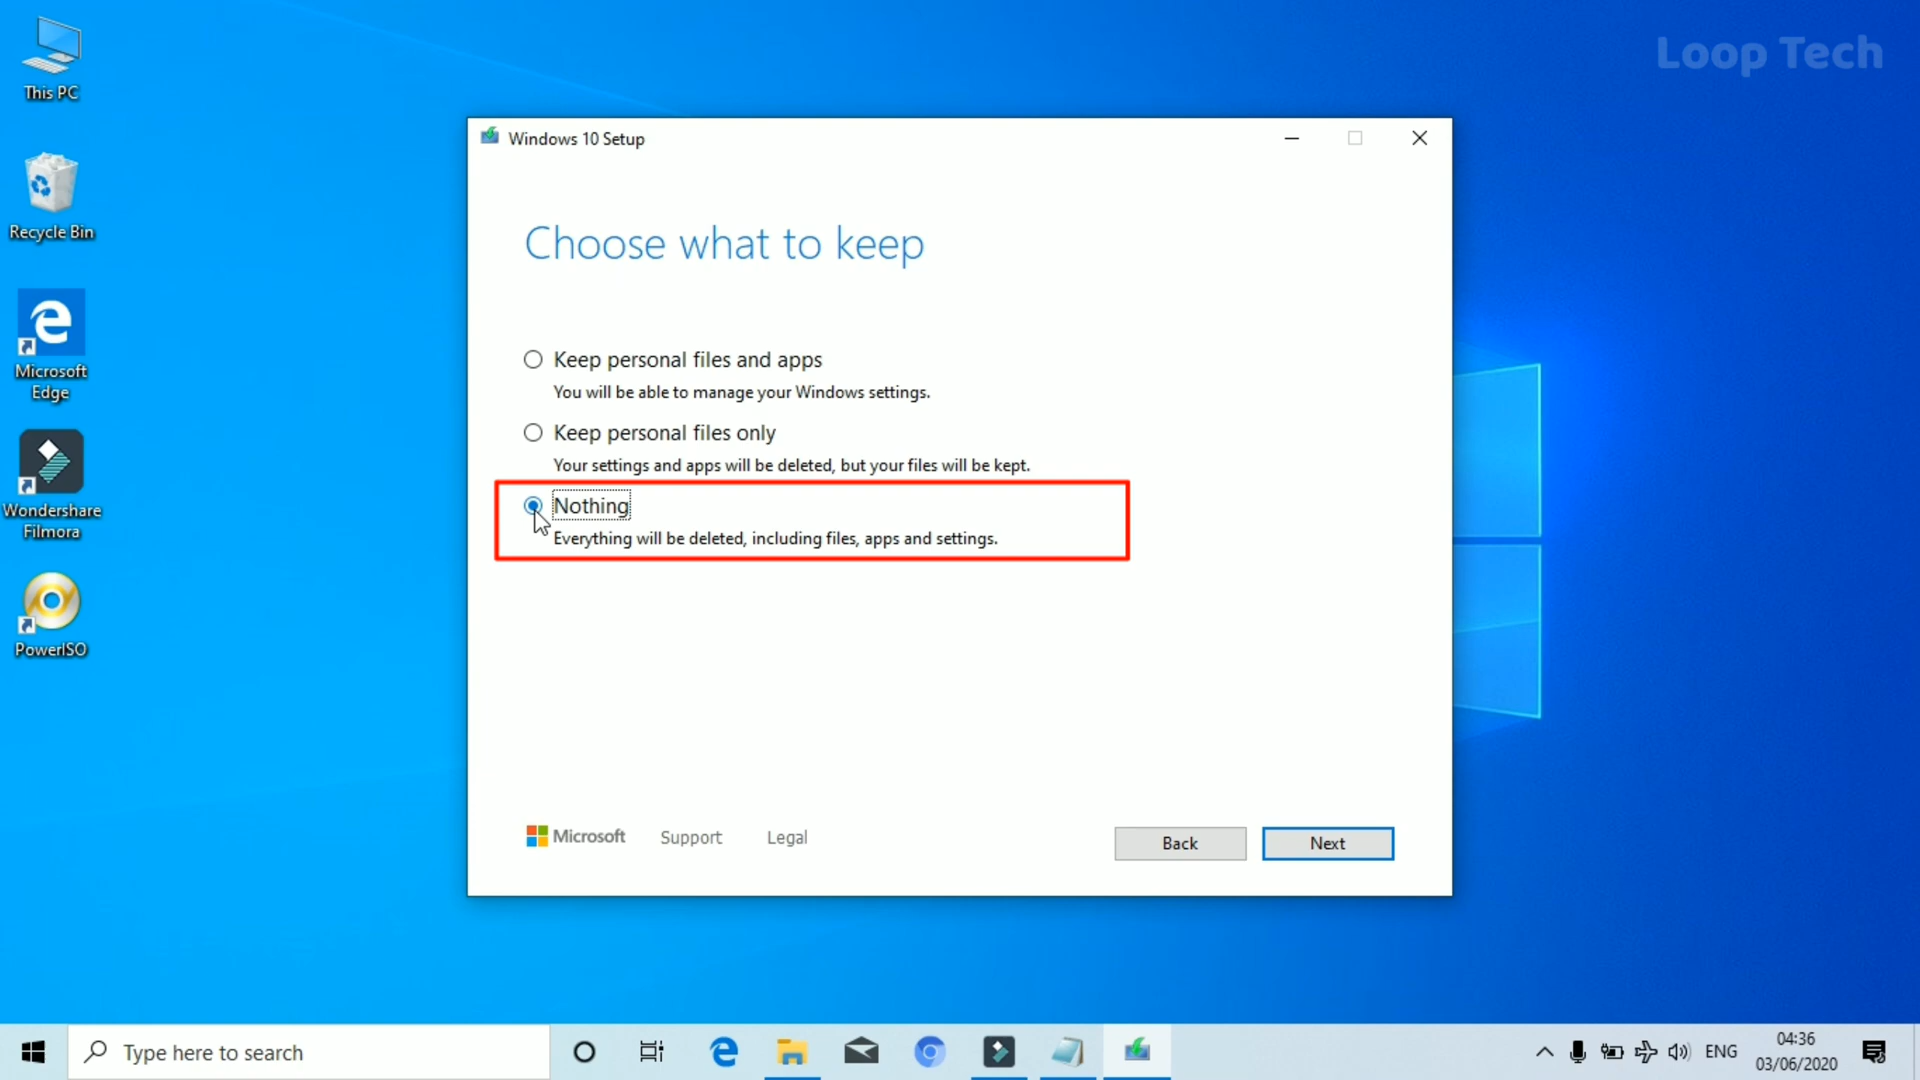 Loop Tech
This PC
Recycle Bin
Microsoft
Edge
Wondershare
Filmora
PowerISO
Windows 10 Setup
Choose what to keep
Keep personal files and apps
You will be able to manage your Windows settings.
Keep personal files only
Your settings and apps will be deleted, but your files will be kept.
Nothing
Everything will be deleted, including files, apps and settings.
Microsoft Support Legal
Back Next
Type here to search
ENG
04:36
03/06/2020